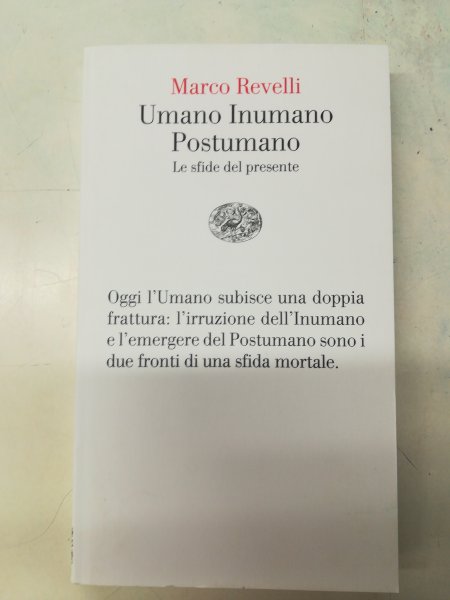 Marco Revelli
Umano Inumano
Postumano
Le sfide del presente
Oggi l'Umano subisce una doppia
frattura: l'irruzione dell'Inumano
e l'emergere del Postumano sono i
due fronti di una sfida mortale.